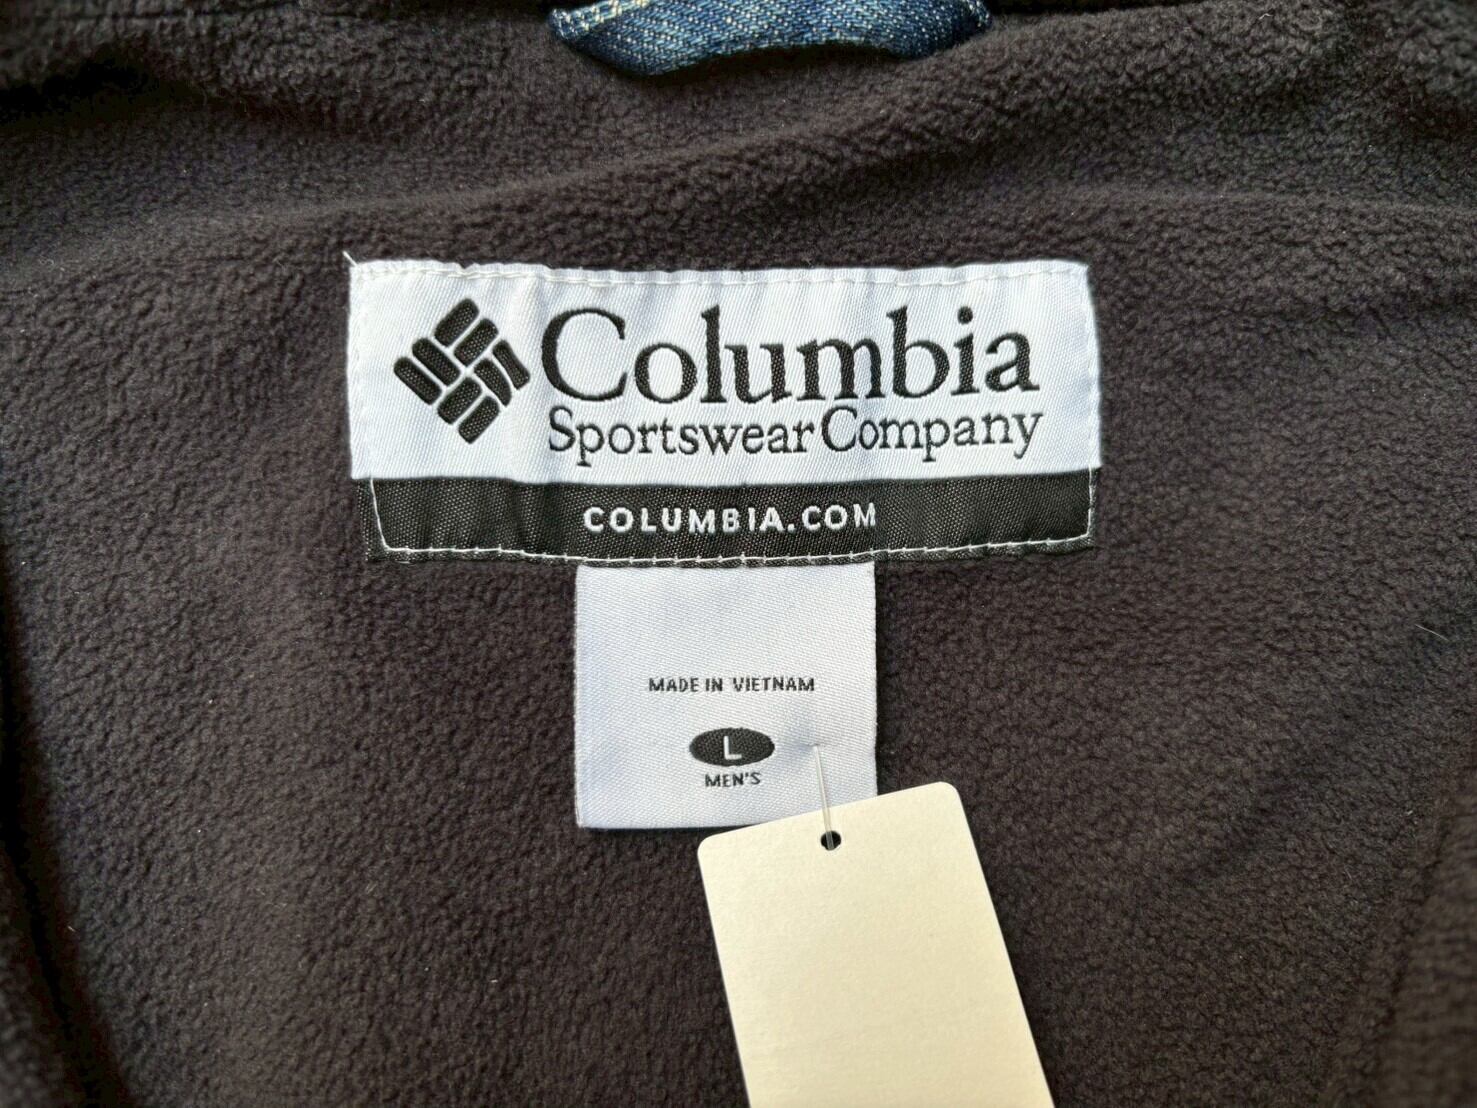 Columbia
Sportswear Company
COLUMBIA.COM
MADE IN VIETNAM
L
MEN'S